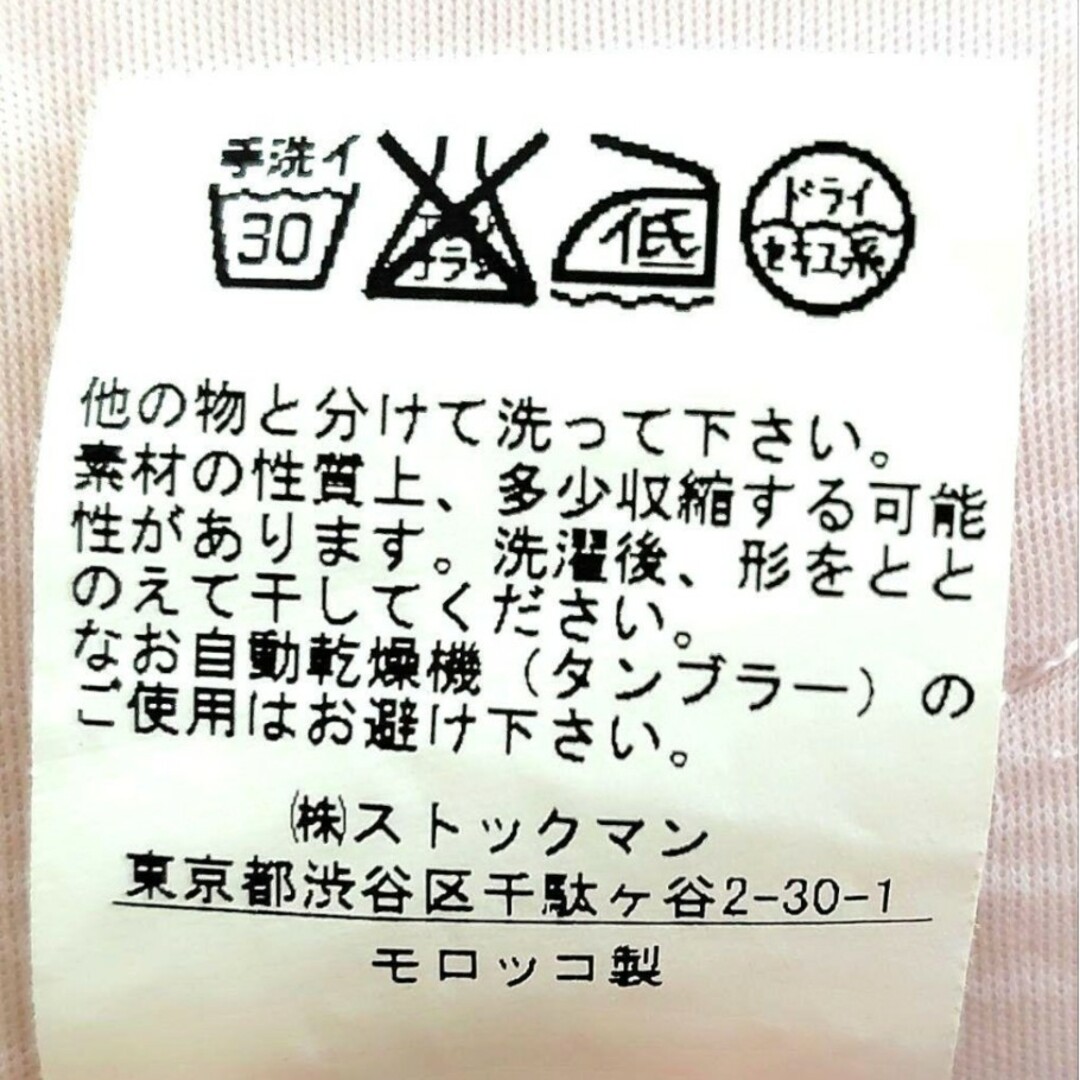 手洗イ
30
低
ドライ
セキユ系
他の物と分けて洗って下さい。
素材の性質上、多少収縮する可能
性があります。洗濯後、形をとと
のえて干してください。
なお自動乾燥機（タンブラー）の
ご使用はお避け下さい。
㈱ストックマン
東京都渋谷区千駄ヶ谷2-30-1
モロッコ製